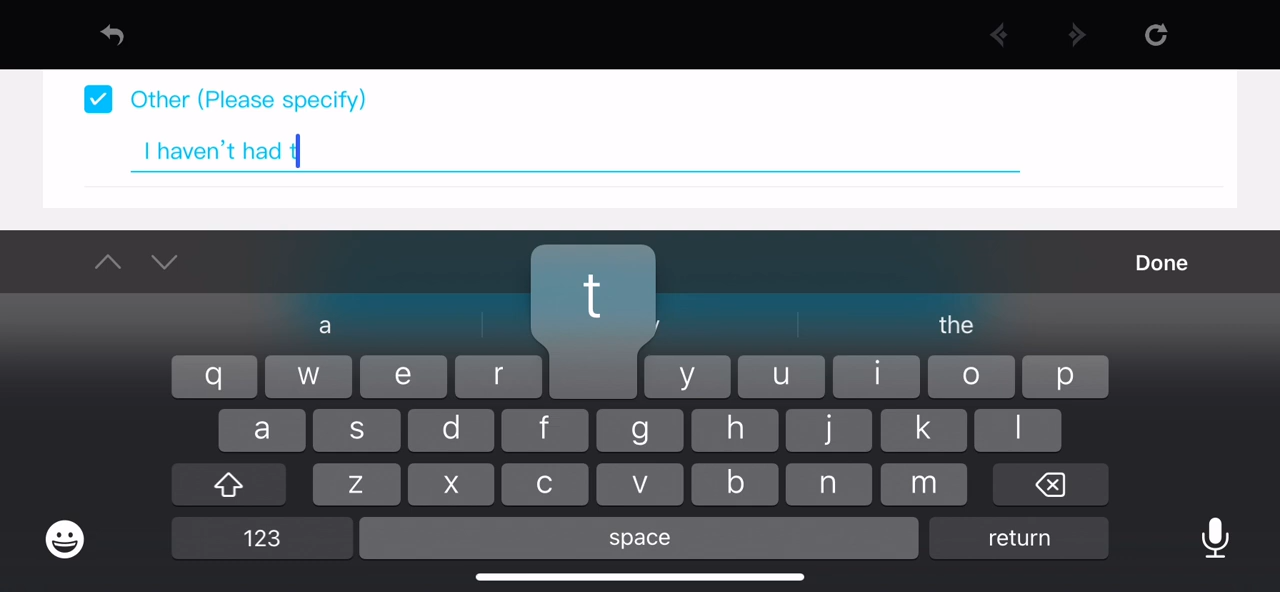 Other (Please specify)
I haven't had t
Done
t
a the
q w e r y u i o p
a s d f g h j k l
z x c v b n m
123 space return